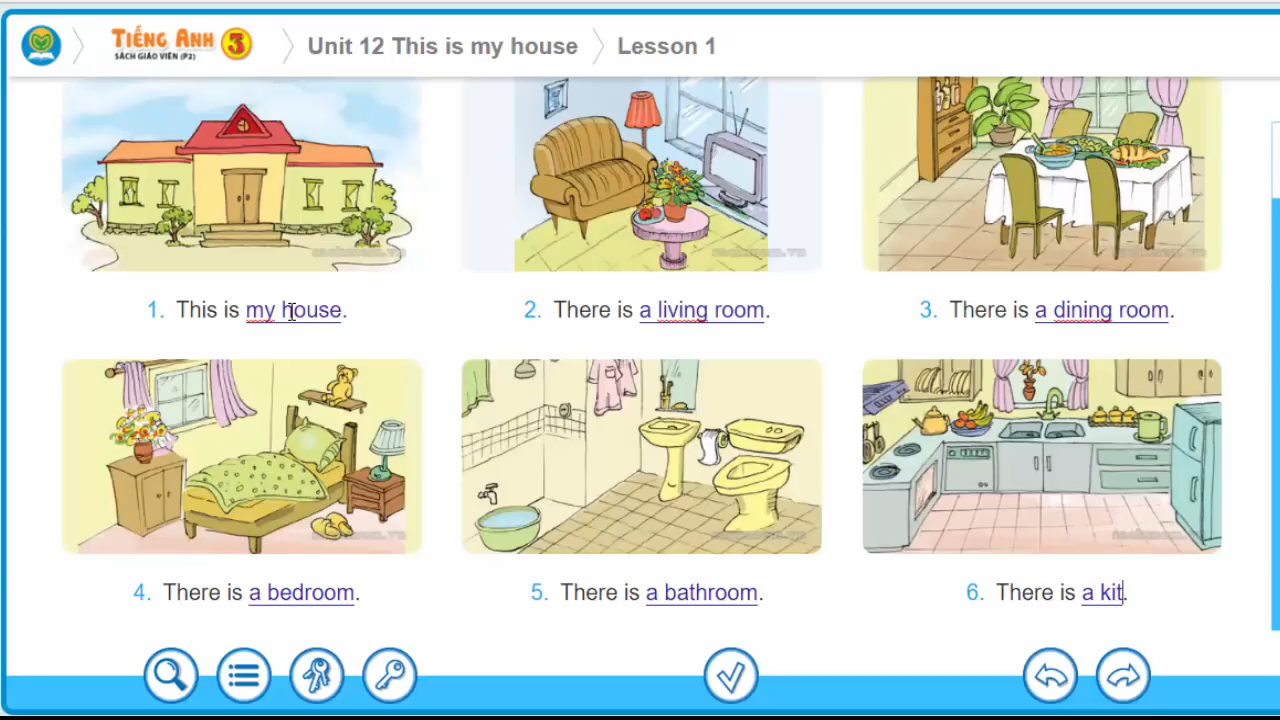 TIẾNG ANH 3
SÁCH GIÁO VIÊN (P2)
Unit 12 This is my house
Lesson 1
1. This is my house.
2. There is a living room.
3. There is a dining room.
4. There is a bedroom.
5. There is a bathroom.
6. There is a kit.